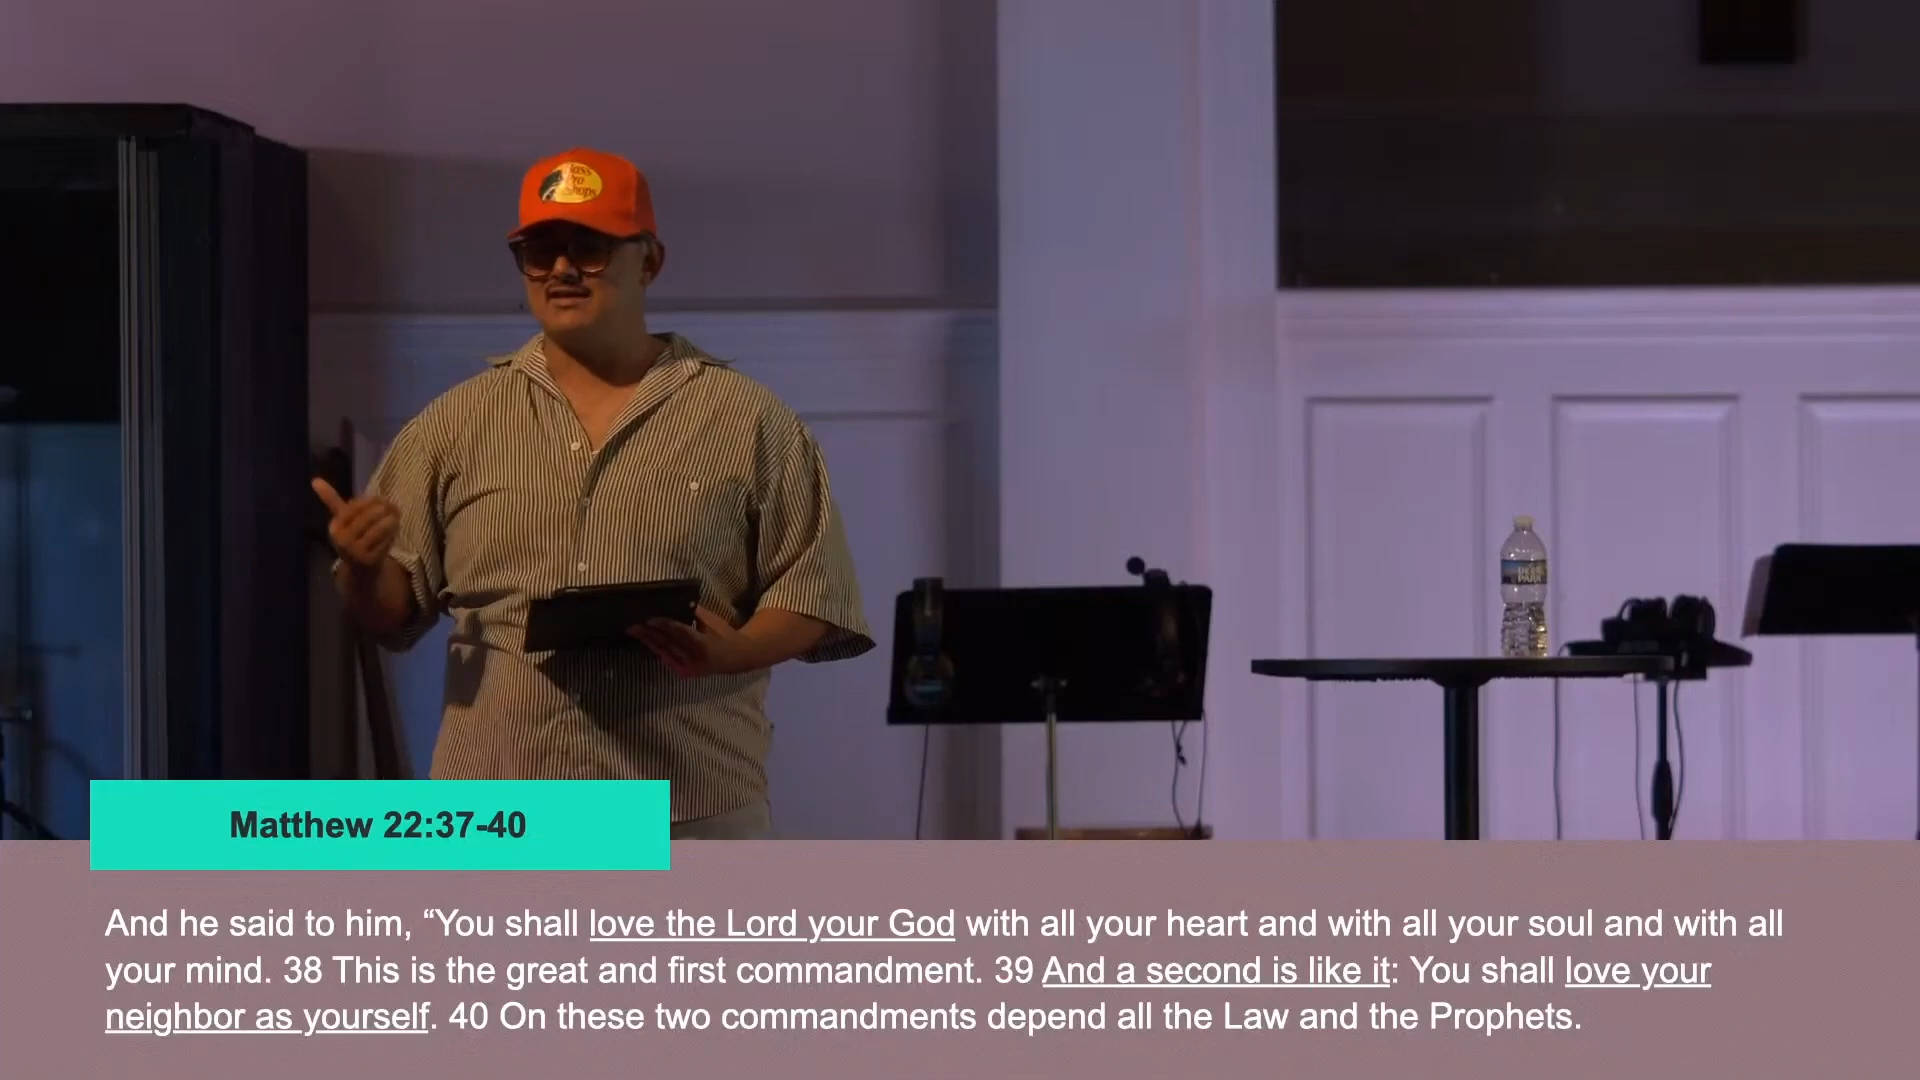 Bass
Pro
Shops
Matthew 22:37-40
And he said to him, “You shall love the Lord your God with all your heart and with all your soul and with all
your mind. 38 This is the great and first commandment. 39 And a second is like it: You shall love your
neighbor as yourself. 40 On these two commandments depend all the Law and the Prophets.